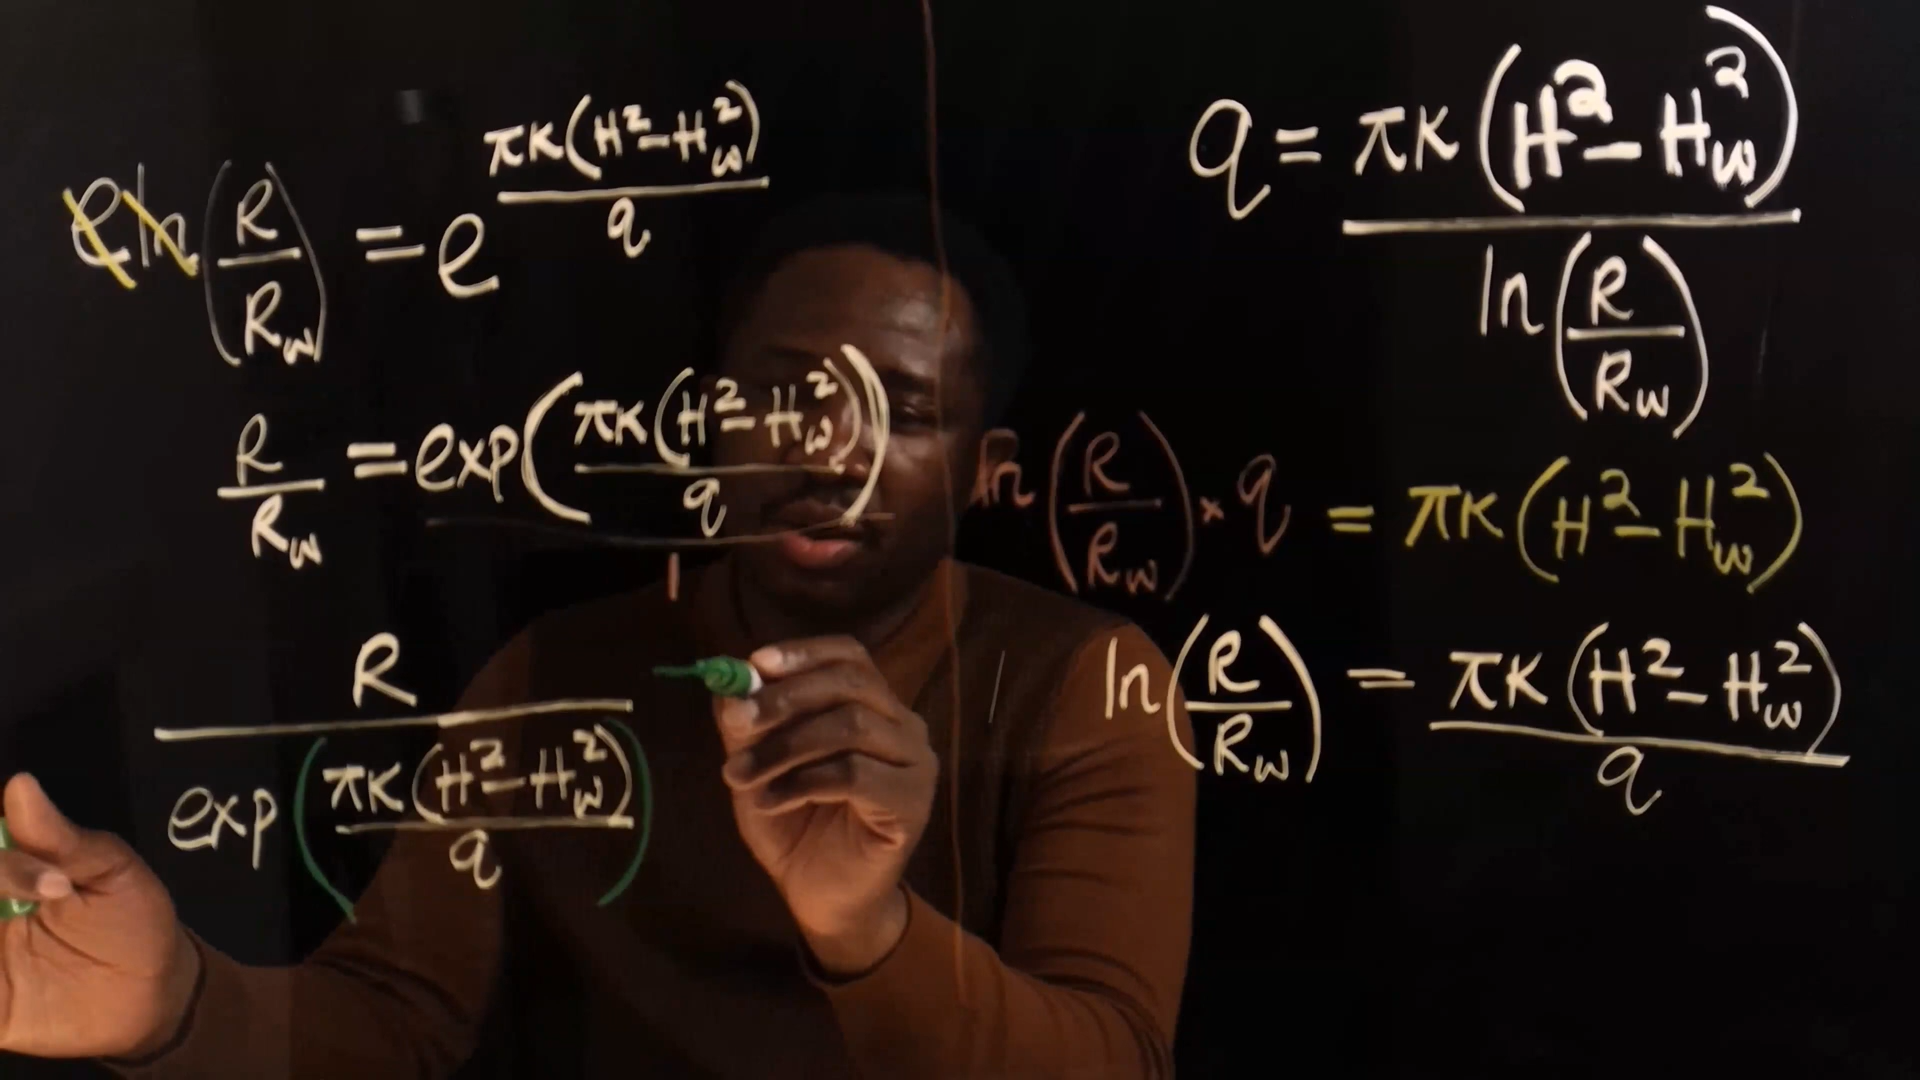 e^ln(R/R_w) = e^(πK(H²-H_w²)/q)
R/R_w = exp(πK(H²-H_w²)/q)
1
R/exp(πK(H²-H_w²)/q)
q = πK(H²-H_w²)/ln(R/R_w)
ln(R/R_w) × q = πK(H²-H_w²)
ln(R/R_w) = πK(H²-H_w²)/q